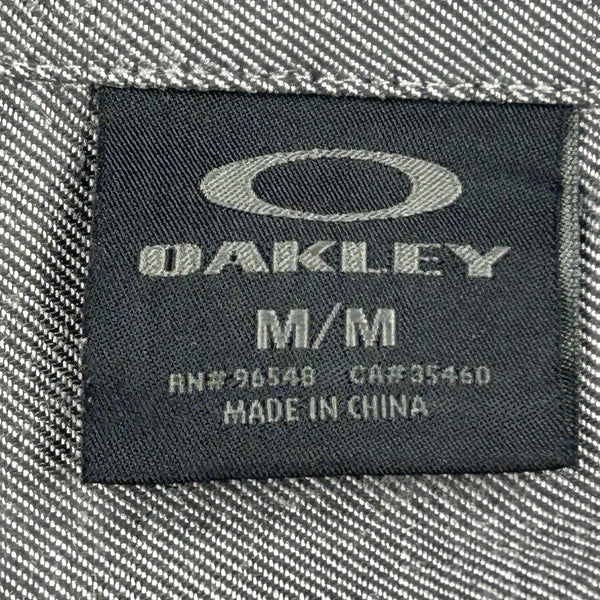 OAKLEY
M/M
RN# 96548 CA# 35460
MADE IN CHINA